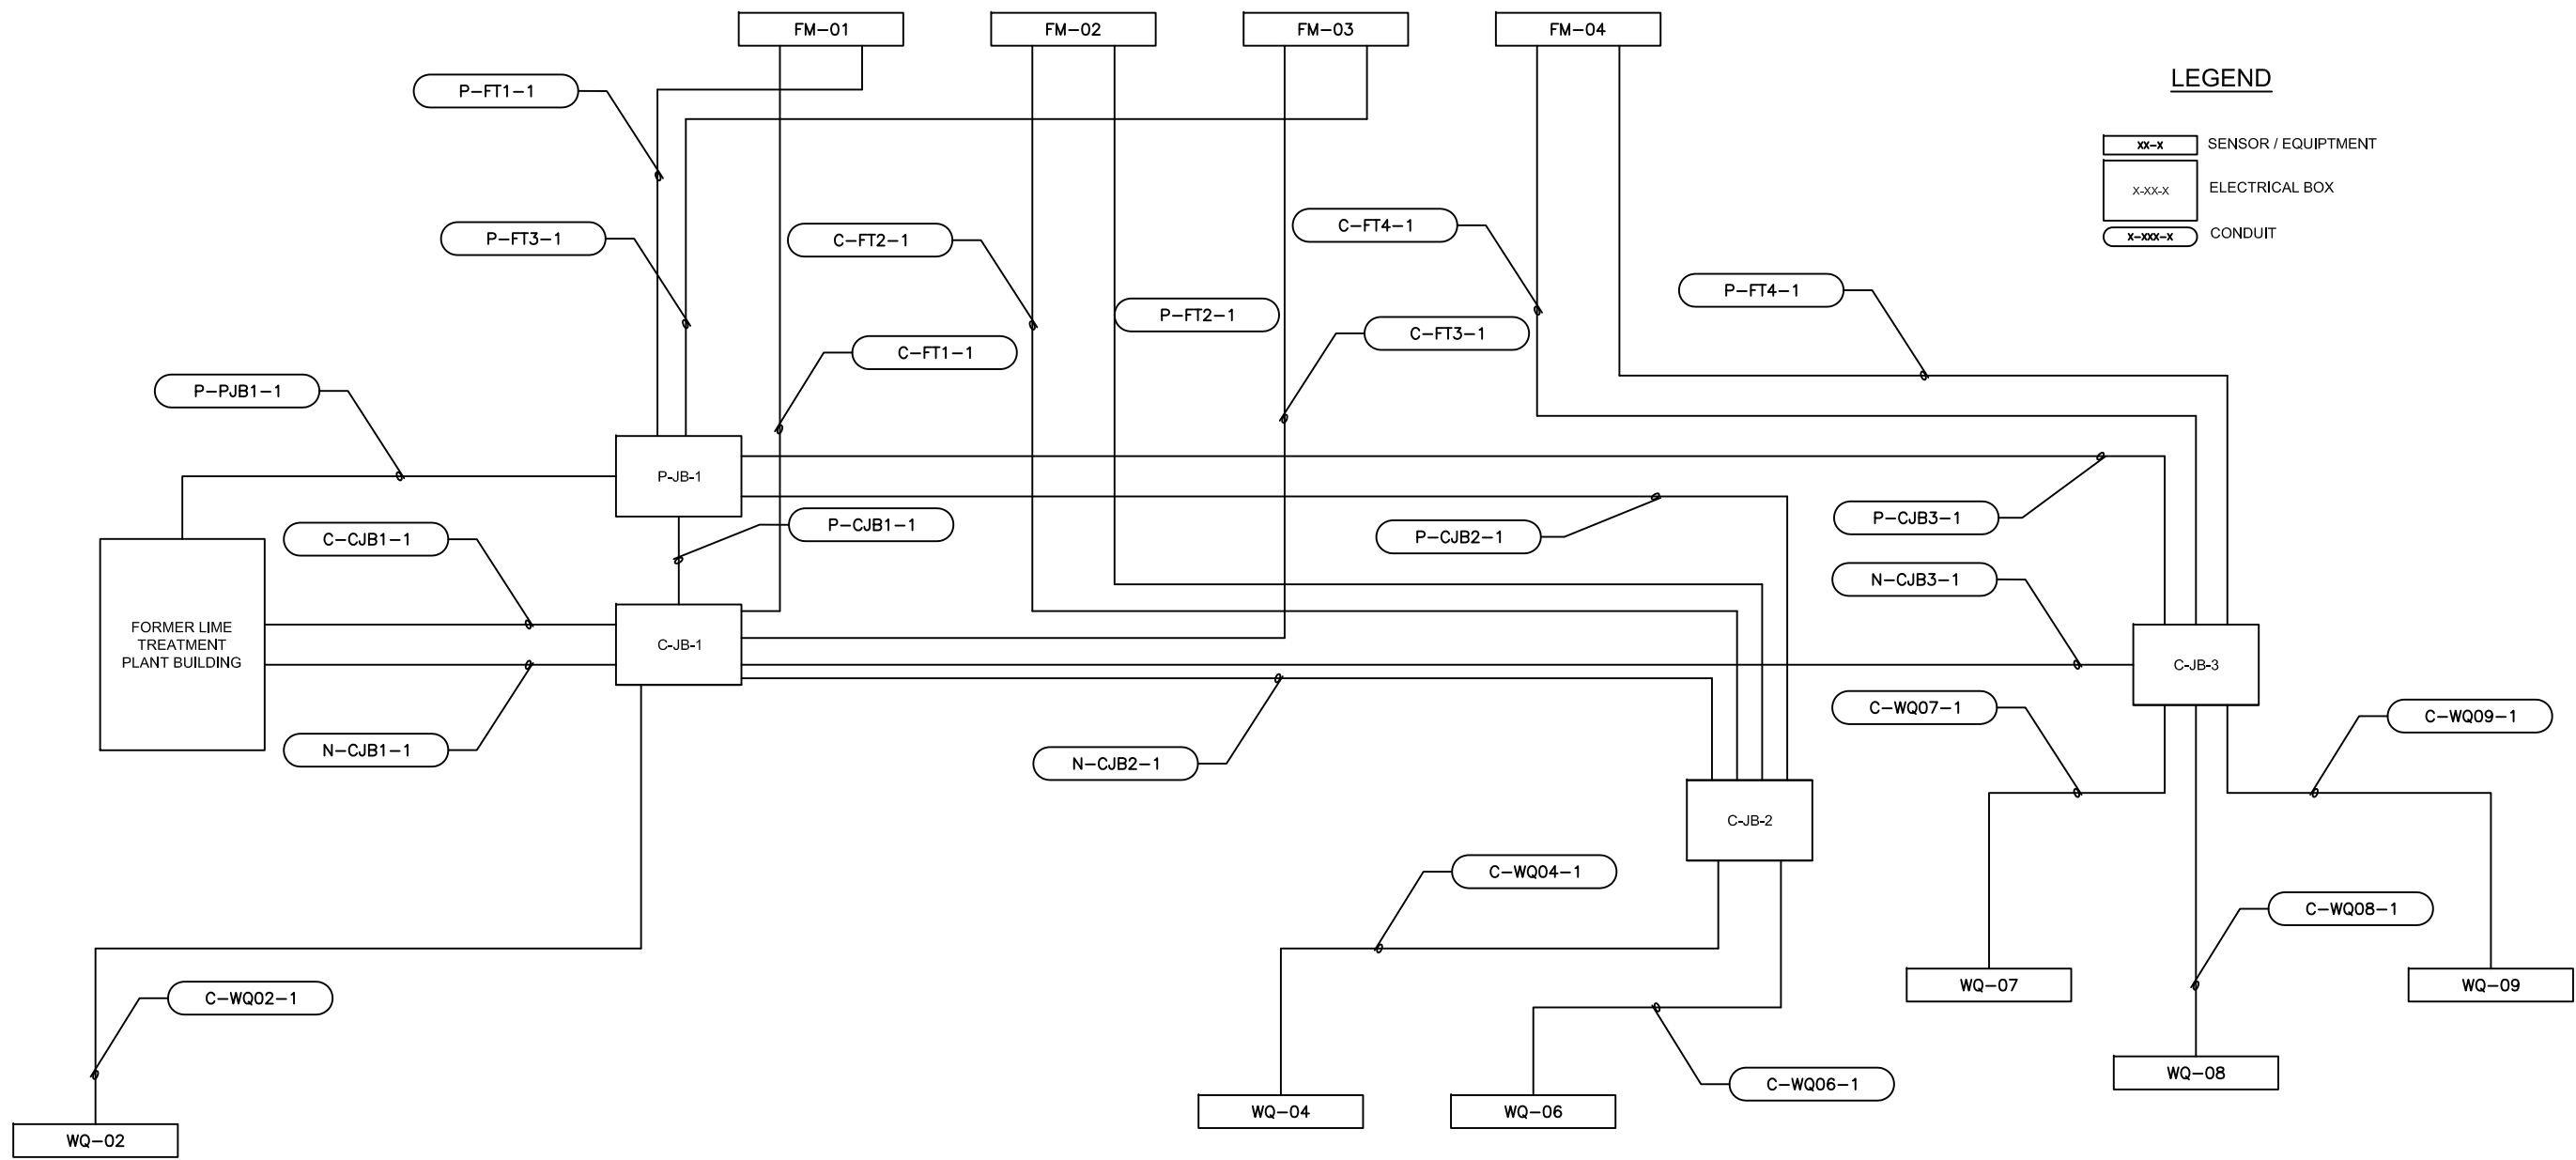 FM-01
FM-02
FM-03
FM-04
LEGEND
P-FT1-1
xx-x
SENSOR / EQUIPTMENT
X-XX-X
ELECTRICAL BOX
x-xxx-x
CONDUIT
P-FT3-1
C-FT2-1
C-FT4-1
P-FT4-1
P-FT2-1
C-FT3-1
C-FT1-1
P-PJB1-1
P-JB-1
P-CJB1-1
P-CJB2-1
P-CJB3-1
C-CJB1-1
N-CJB3-1
FORMER LIME
TREATMENT
PLANT BUILDING
C-JB-1
C-JB-3
C-WQ07-1
C-WQ09-1
N-CJB1-1
N-CJB2-1
C-JB-2
C-WQ04-1
C-WQ08-1
WQ-07
WQ-09
C-WQ02-1
WQ-08
C-WQ06-1
WQ-04
WQ-06
WQ-02